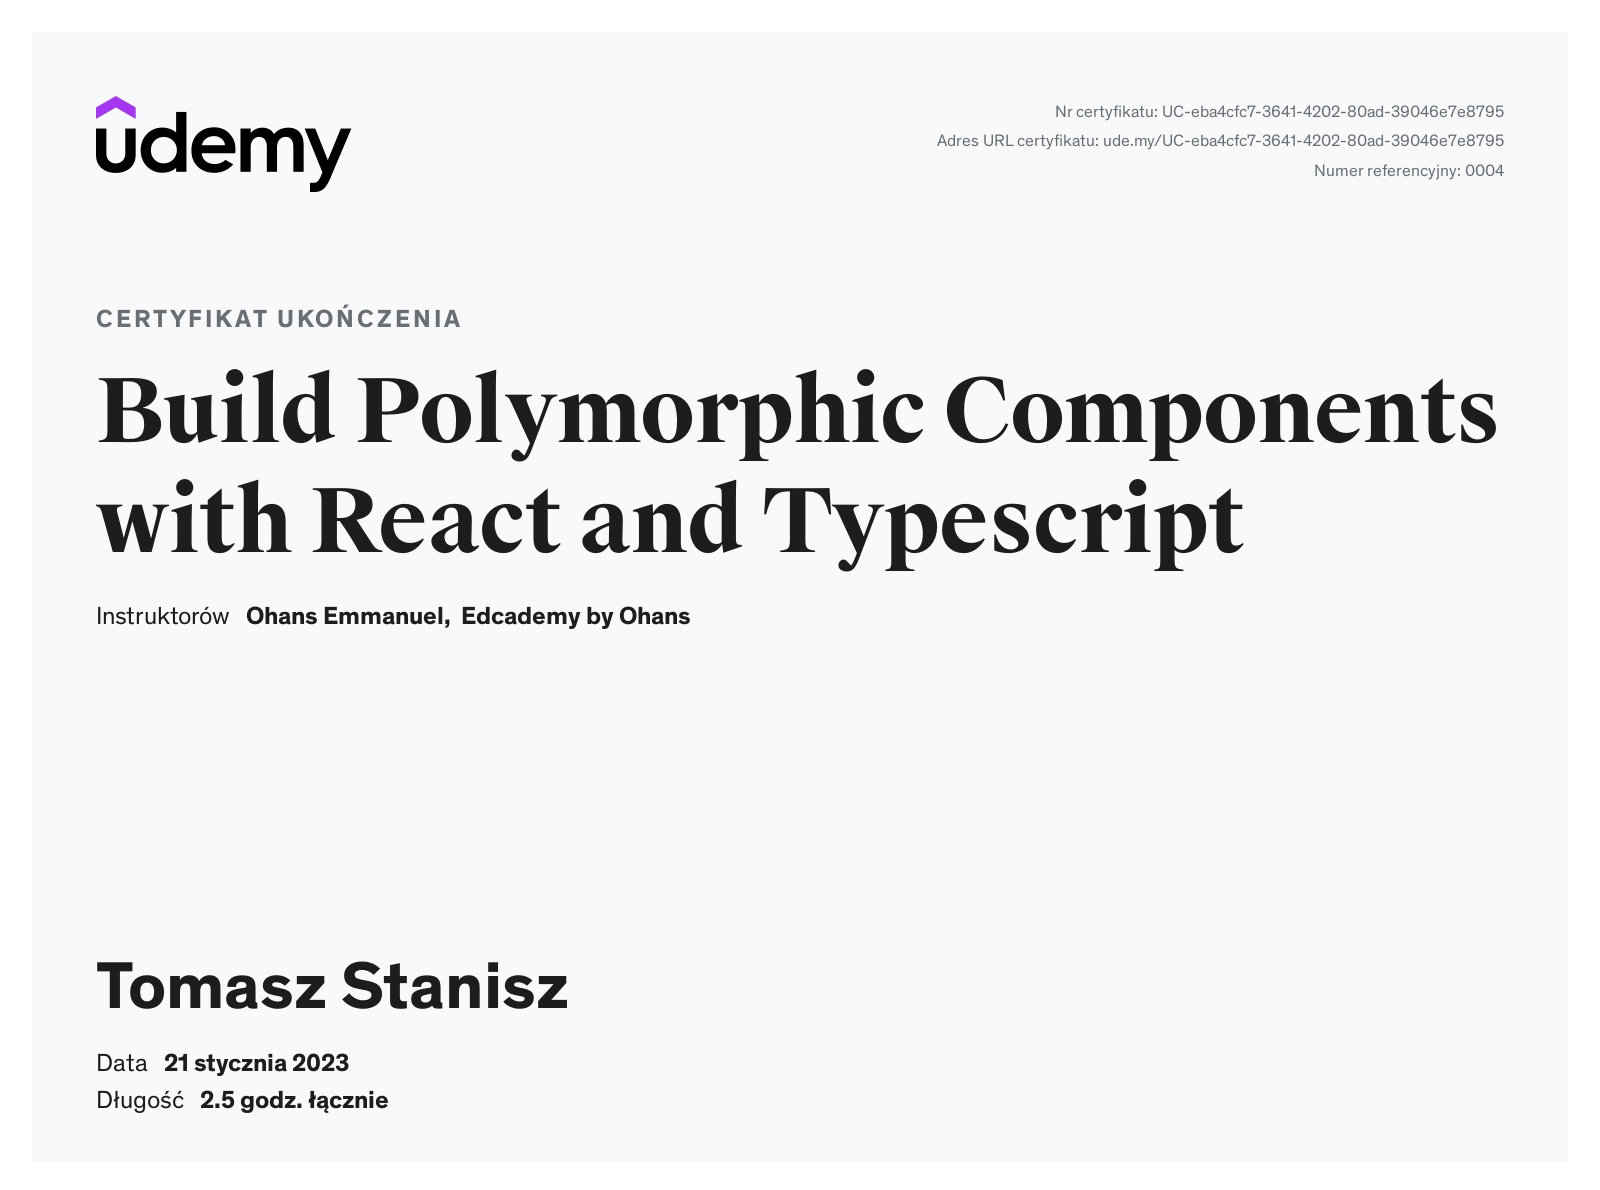 udemy
Nr certyfikatu: UC-eba4cfc7-3641-4202-80ad-39046e7e8795
Adres URL certyfikatu: ude.my/UC-eba4cfc7-3641-4202-80ad-39046e7e8795
Numer referencyjny: 0004
CERTYFIKAT UKOŃCZENIA
Build Polymorphic Components
with React and Typescript
Instruktorów Ohans Emmanuel, Edcademy by Ohans
Tomasz Stanisz
Data 21 stycznia 2023
Długość 2.5 godz. łącznie